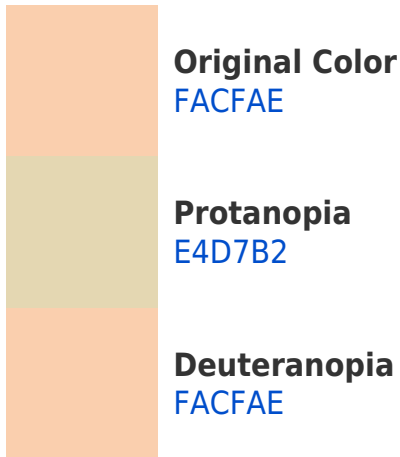 Original Color
FACFAE
Protanopia
E4D7B2
Deuteranopia
FACFAE